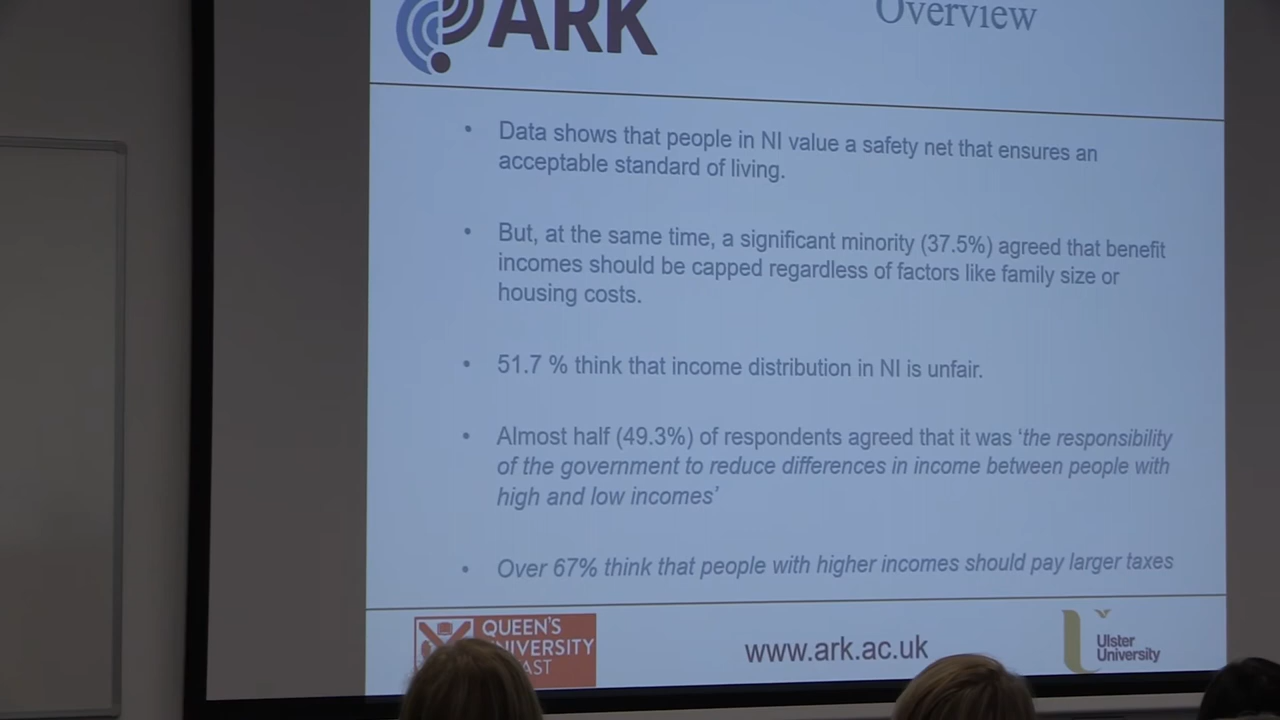 ARK
Overview
• Data shows that people in NI value a safety net that ensures an
acceptable standard of living.
• But, at the same time, a significant minority (37.5%) agreed that benefit
incomes should be capped regardless of factors like family size or
housing costs.
• 51.7 % think that income distribution in NI is unfair.
• Almost half (49.3%) of respondents agreed that it was ‘the responsibility
of the government to reduce differences in income between people with
high and low incomes’
• Over 67% think that people with higher incomes should pay larger taxes
QUEEN'S
www.ark.ac.uk
Ulster
University